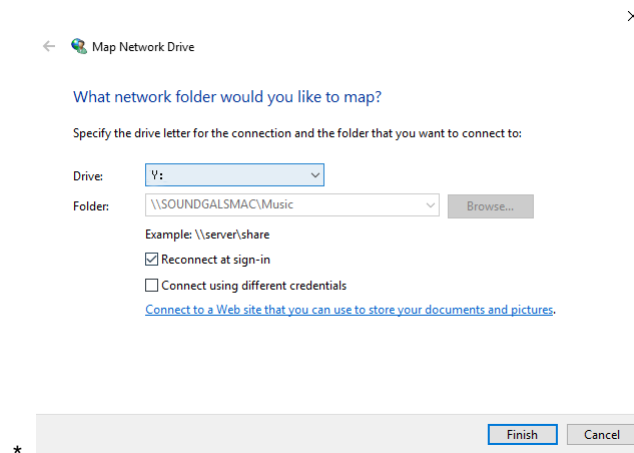 Map Network Drive
What network folder would you like to map?
Specify the drive letter for the connection and the folder that you want to connect to:
Drive: Y:
Folder: \\SOUNDGALSMAC\Music Browse...
Example: \\server\share
Reconnect at sign-in
Connect using different credentials
Connect to a Web site that you can use to store your documents and pictures.
Finish Cancel
*